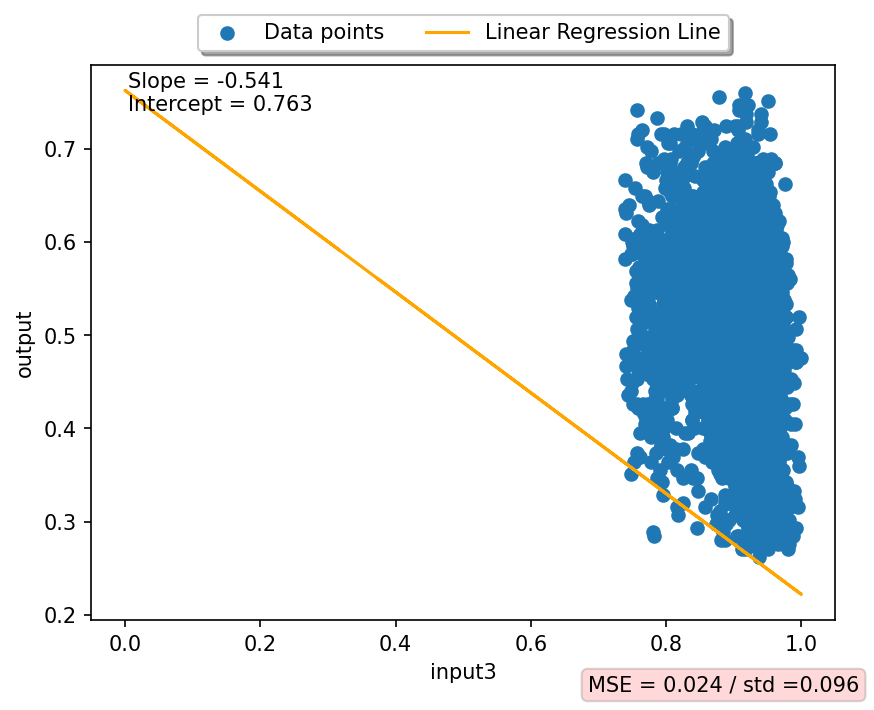 Data points
Linear Regression Line
Slope = -0.541
Intercept = 0.763
0.7
0.6
0.5
0.4
0.3
0.2
output
0.0 0.2 0.4 0.6 0.8 1.0
input3
MSE = 0.024 / std =0.096